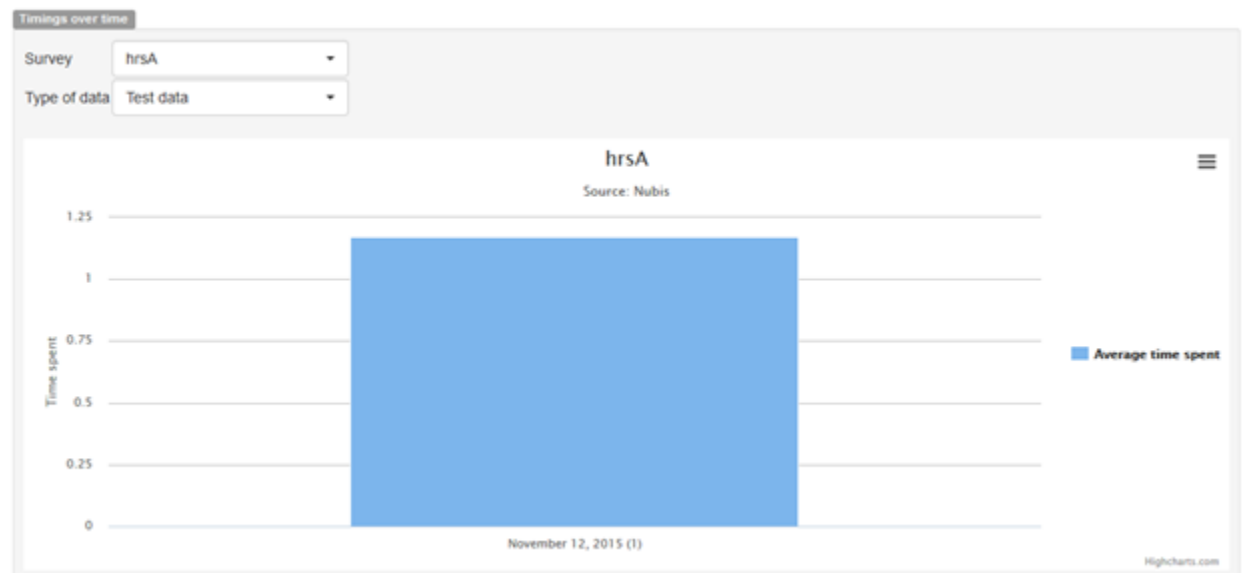 Timings over time
Survey hrsA
Type of data Test data
hrsA
Source: Nubis
1.25
1
0.75
0.5
0.25
0
Time spent
Average time spent
November 12, 2015 (1)
Highcharts.com